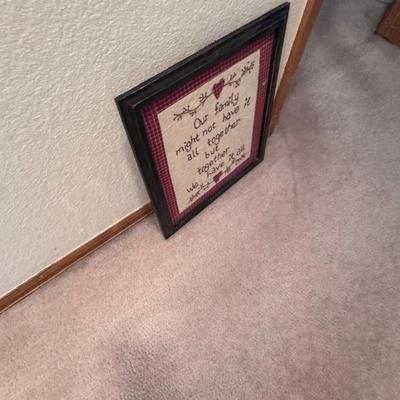 Our family
might not have it
all together
but
together
we have it all